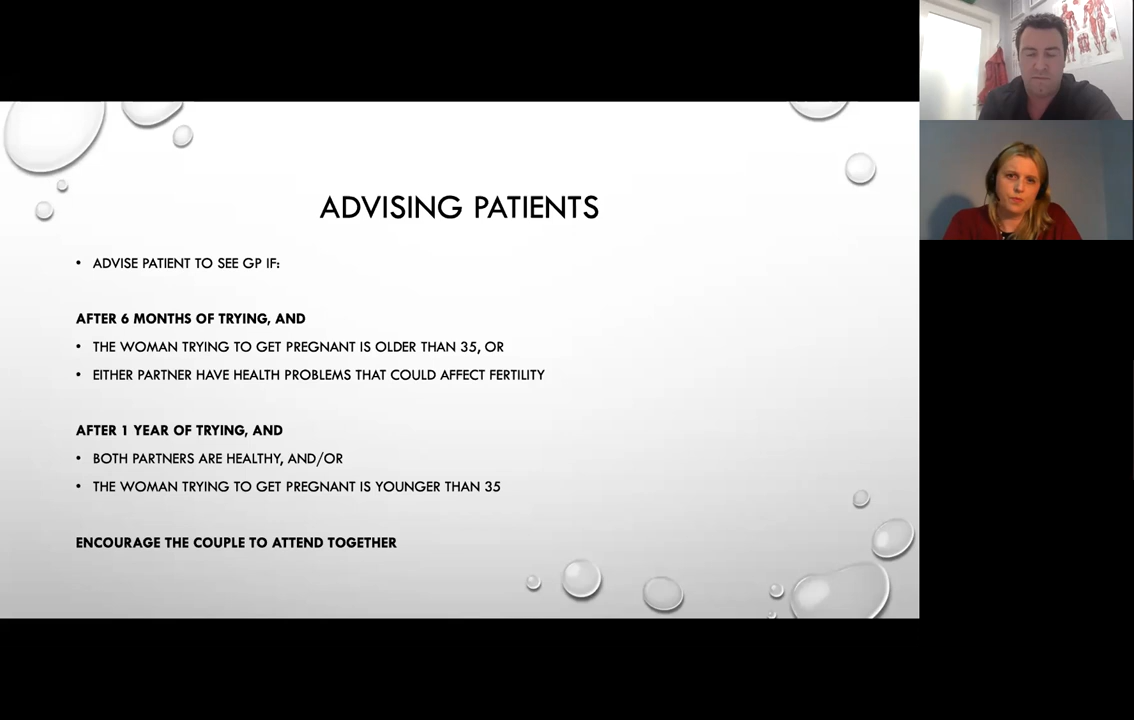 ADVISING PATIENTS
• ADVISE PATIENT TO SEE GP IF:
AFTER 6 MONTHS OF TRYING, AND
• THE WOMAN TRYING TO GET PREGNANT IS OLDER THAN 35, OR
• EITHER PARTNER HAVE HEALTH PROBLEMS THAT COULD AFFECT FERTILITY
AFTER 1 YEAR OF TRYING, AND
• BOTH PARTNERS ARE HEALTHY, AND/OR
• THE WOMAN TRYING TO GET PREGNANT IS YOUNGER THAN 35
ENCOURAGE THE COUPLE TO ATTEND TOGETHER